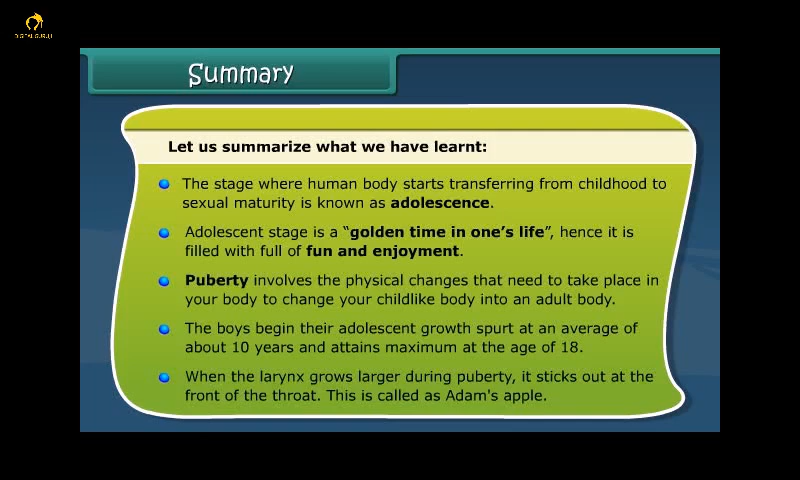 DIGITAL GURUJI
Summary
Let us summarize what we have learnt:
The stage where human body starts transferring from childhood to
sexual maturity is known as adolescence.
Adolescent stage is a “golden time in one’s life”, hence it is
filled with full of fun and enjoyment.
Puberty involves the physical changes that need to take place in
your body to change your childlike body into an adult body.
The boys begin their adolescent growth spurt at an average of
about 10 years and attains maximum at the age of 18.
When the larynx grows larger during puberty, it sticks out at the
front of the throat. This is called as Adam's apple.